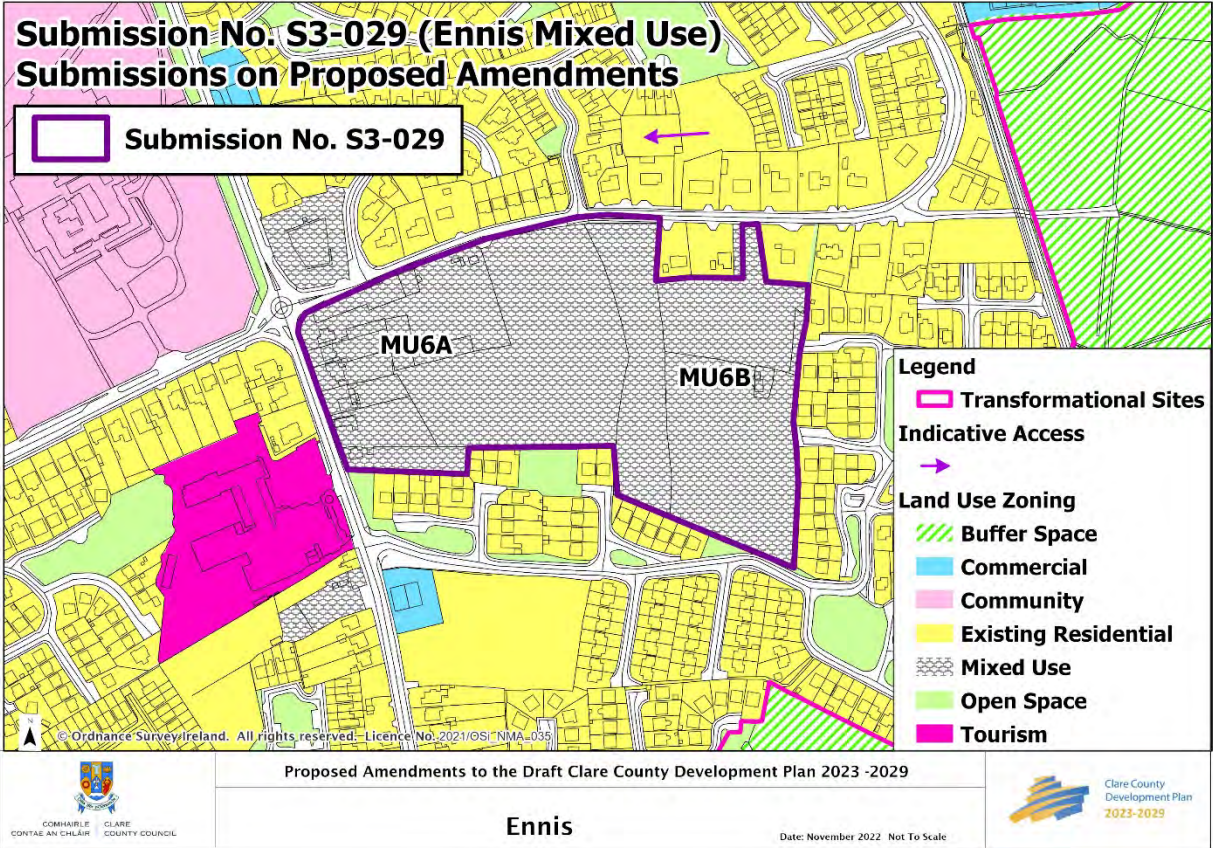 Submission No. S3-029 (Ennis Mixed Use)
Submissions on Proposed Amendments
Submission No. S3-029
MU6A
MU6B
Legend
Transformational Sites
Indicative Access
Land Use Zoning
Buffer Space
Commercial
Community
Existing Residential
Mixed Use
Open Space
Tourism
N
© Ordnance Survey Ireland. All rights reserved. Licence No. 2021/OSi_NMA_035
Proposed Amendments to the Draft Clare County Development Plan 2023 -2029
Ennis
Date: November 2022 Not To Scale
COMHAIRLE CLARE
CONTAE AN CHLÁIR COUNTY COUNCIL
Clare County
Development Plan
2023-2029